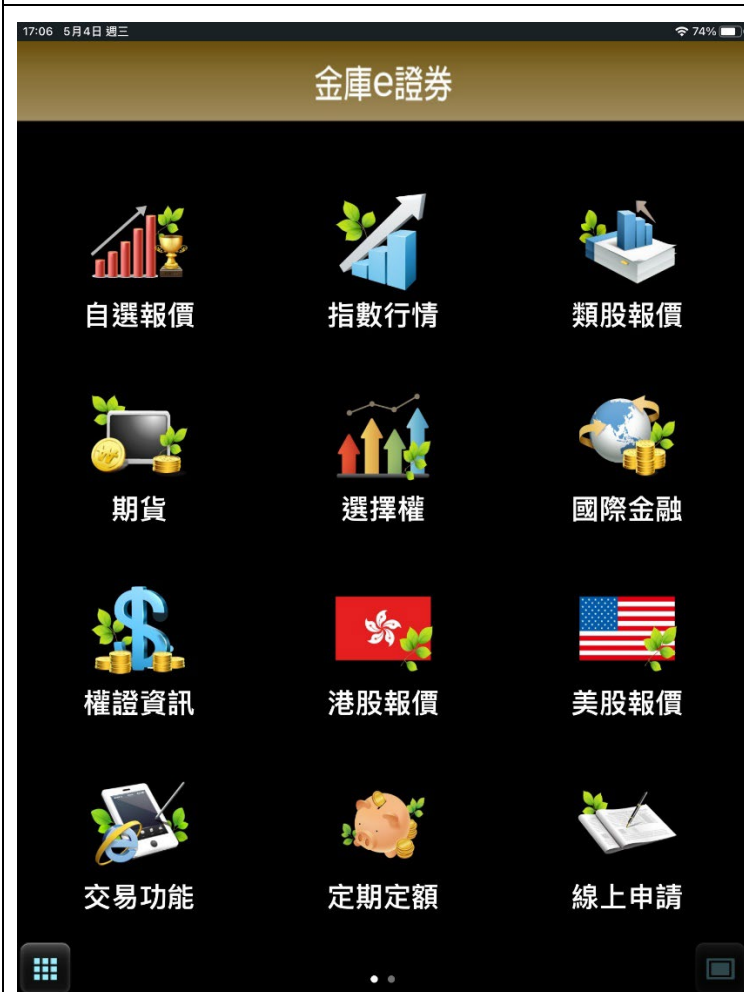 17:06 5月4日 週三 74%
金庫e證券
自選報價 指數行情 類股報價
期貨 選擇權 國際金融
權證資訊 港股報價 美股報價
交易功能 定期定額 線上申請